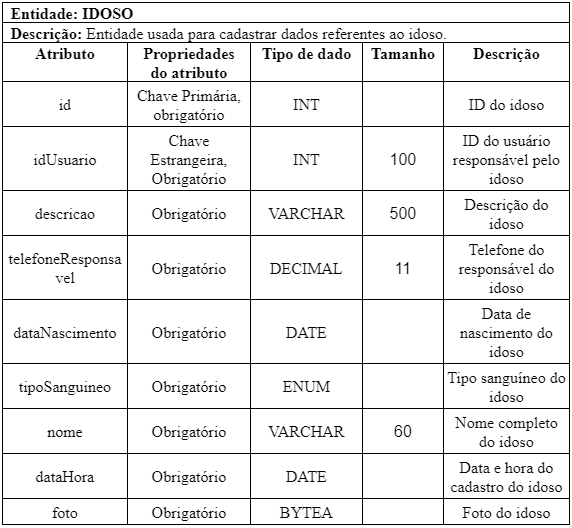 Entidade: IDOSO
Descrição: Entidade usada para cadastrar dados referentes ao idoso.
Atributo Propriedades do atributo Tipo de dado Tamanho Descrição
id Chave Primária, obrigatório INT ID do idoso
idUsuario Chave Estrangeira, Obrigatório INT 100 ID do usuário responsável pelo idoso
descricao Obrigatório VARCHAR 500 Descrição do idoso
telefoneResponsavel Obrigatório DECIMAL 11 Telefone do responsável do idoso
dataNascimento Obrigatório DATE Data de nascimento do idoso
tipoSanguineo Obrigatório ENUM Tipo sanguíneo do idoso
nome Obrigatório VARCHAR 60 Nome completo do idoso
dataHora Obrigatório DATE Data e hora do cadastro do idoso
foto Obrigatório BYTEA Foto do idoso